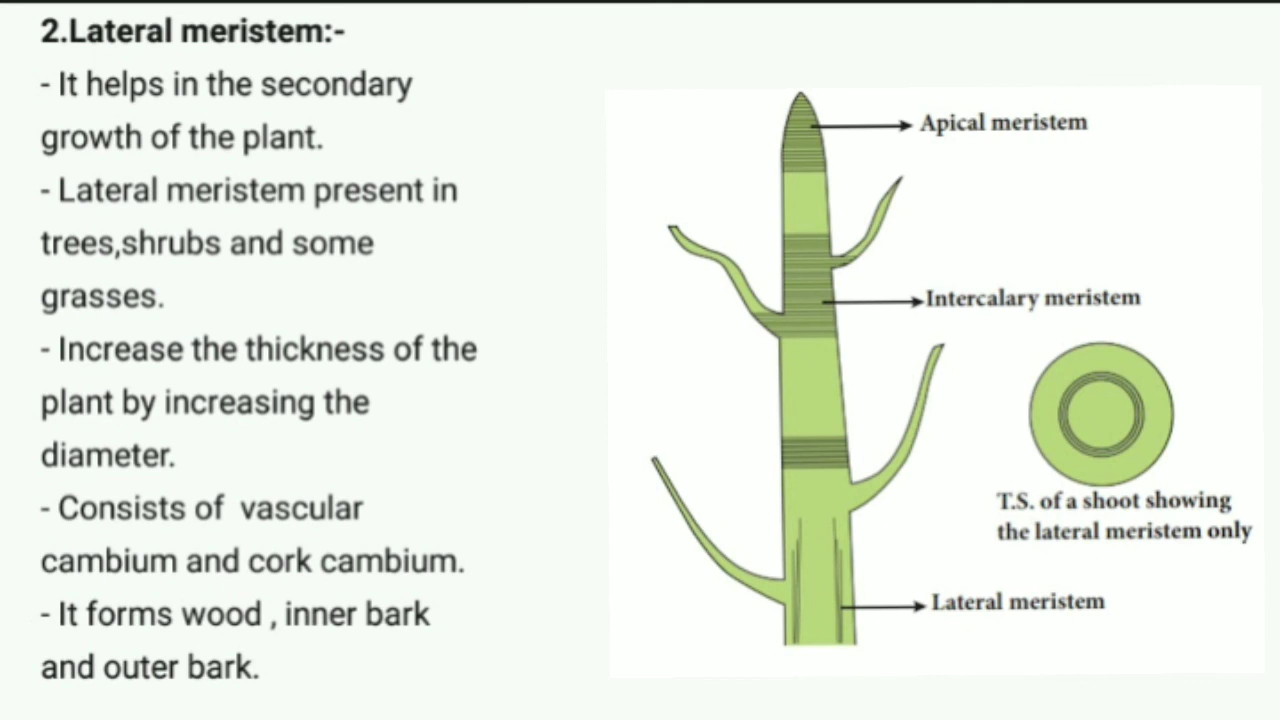 2.Lateral meristem:-
- It helps in the secondary
growth of the plant.
- Lateral meristem present in
trees,shrubs and some
grasses.
- Increase the thickness of the
plant by increasing the
diameter.
- Consists of  vascular
cambium and cork cambium.
- It forms wood , inner bark
and outer bark.
Apical meristem
Intercalary meristem
T.S. of a shoot showing
the lateral meristem only
Lateral meristem